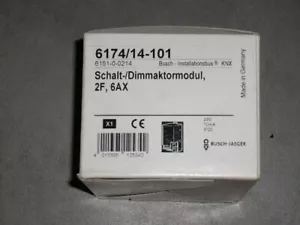 6174/14-101
6151-0-0214
Busch - Installationsbus® KNX
Schalt-/Dimmaktormodul,
2F, 6AX
Made in Germany
X1
CE
BUSCH-JAEGER